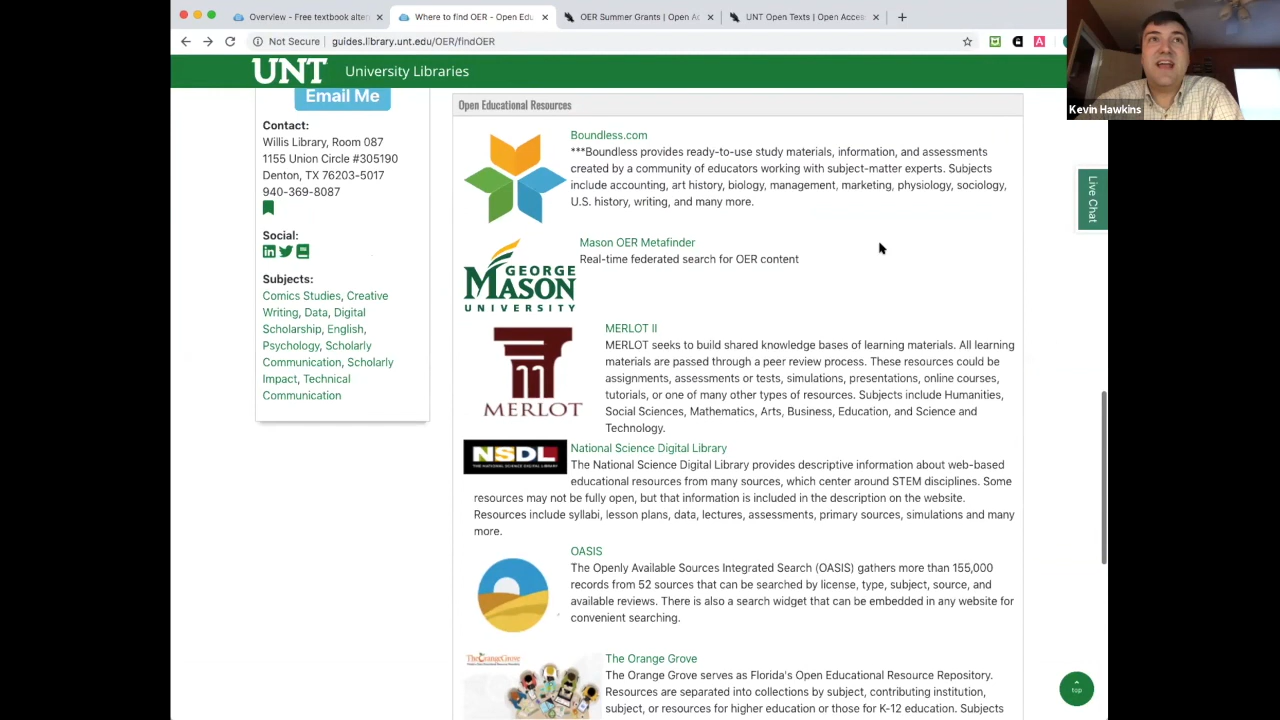 Overview - Free textbook alter
Where to find OER - Open Edu
OER Summer Grants | Open Ac
UNT Open Texts | Open Access
Not Secure | guides.library.unt.edu/OER/findOER
UNT University Libraries
Kevin Hawkins
Email Me
Contact:
Willis Library, Room 087
1155 Union Circle #305190
Denton, TX 76203-5017
940-369-8087
Social:
Subjects:
Comics Studies, Creative
Writing, Data, Digital
Scholarship, English,
Psychology, Scholarly
Communication, Scholarly
Impact, Technical
Communication
Open Educational Resources
Boundless.com
***Boundless provides ready-to-use study materials, information, and assessments
created by a community of educators working with subject-matter experts. Subjects
include accounting, art history, biology, management, marketing, physiology, sociology,
U.S. history, writing, and many more.
GEORGE
MASON
UNIVERSITY
Mason OER Metafinder
Real-time federated search for OER content
MERLOT
MERLOT II
MERLOT seeks to build shared knowledge bases of learning materials. All learning
materials are passed through a peer review process. These resources could be
assignments, assessments or tests, simulations, presentations, online courses,
tutorials, or one of many other types of resources. Subjects include Humanities,
Social Sciences, Mathematics, Arts, Business, Education, and Science and
Technology.
NSDL
THE NATIONAL SCIENCE DIGITAL LIBRARY
National Science Digital Library
The National Science Digital Library provides descriptive information about web-based
educational resources from many sources, which center around STEM disciplines. Some
resources may not be fully open, but that information is included in the description on the website.
Resources include syllabi, lesson plans, data, lectures, assessments, primary sources, simulations and many
more.
OASIS
The Openly Available Sources Integrated Search (OASIS) gathers more than 155,000
records from 52 sources that can be searched by license, type, subject, source, and
available reviews. There is also a search widget that can be embedded in any website for
convenient searching.
The Orange Grove
The Orange Grove
The Orange Grove serves as Florida's Open Educational Resource Repository.
Resources are separated into collections by subject, contributing institution,
subject, or resources for higher education or those for K-12 education. Subjects
Live Chat
top